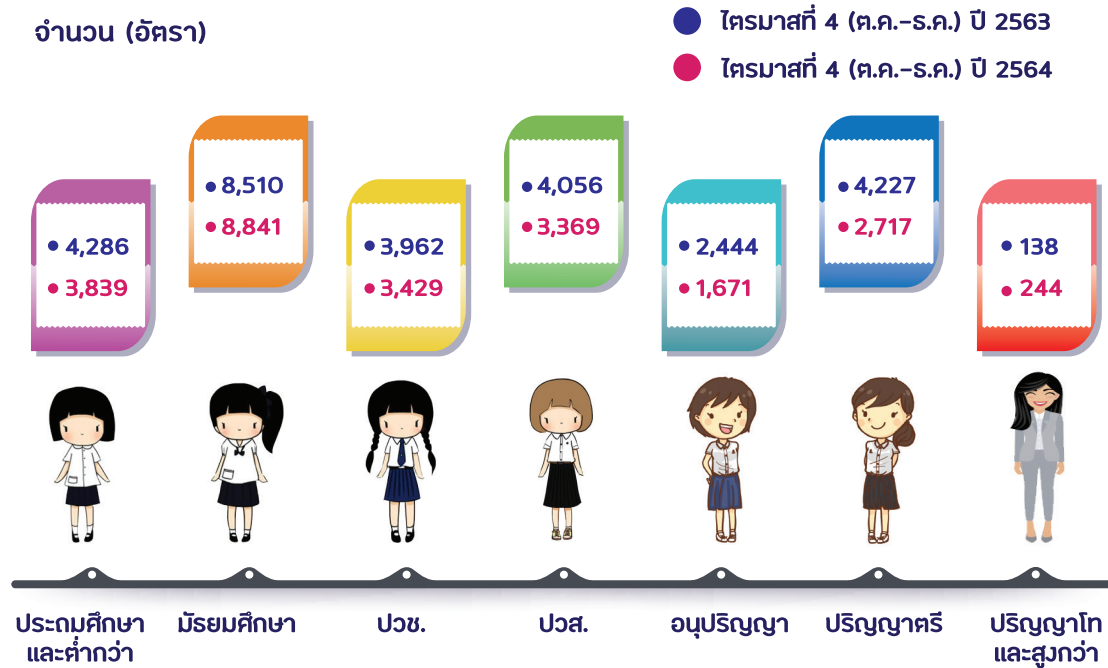 จำนวน (อัตรา)
ไตรมาสที่ 4 (ต.ค.-ธ.ค.) ปี 2563
ไตรมาสที่ 4 (ต.ค.-ธ.ค.) ปี 2564
4,286
3,839
8,510
8,841
3,962
3,429
4,056
3,369
2,444
1,671
4,227
2,717
138
244
ประถมศึกษา
และต่ำกว่า
มัธยมศึกษา
ปวช.
ปวส.
อนุปริญญา
ปริญญาตรี
ปริญญาโท
และสูงกว่า